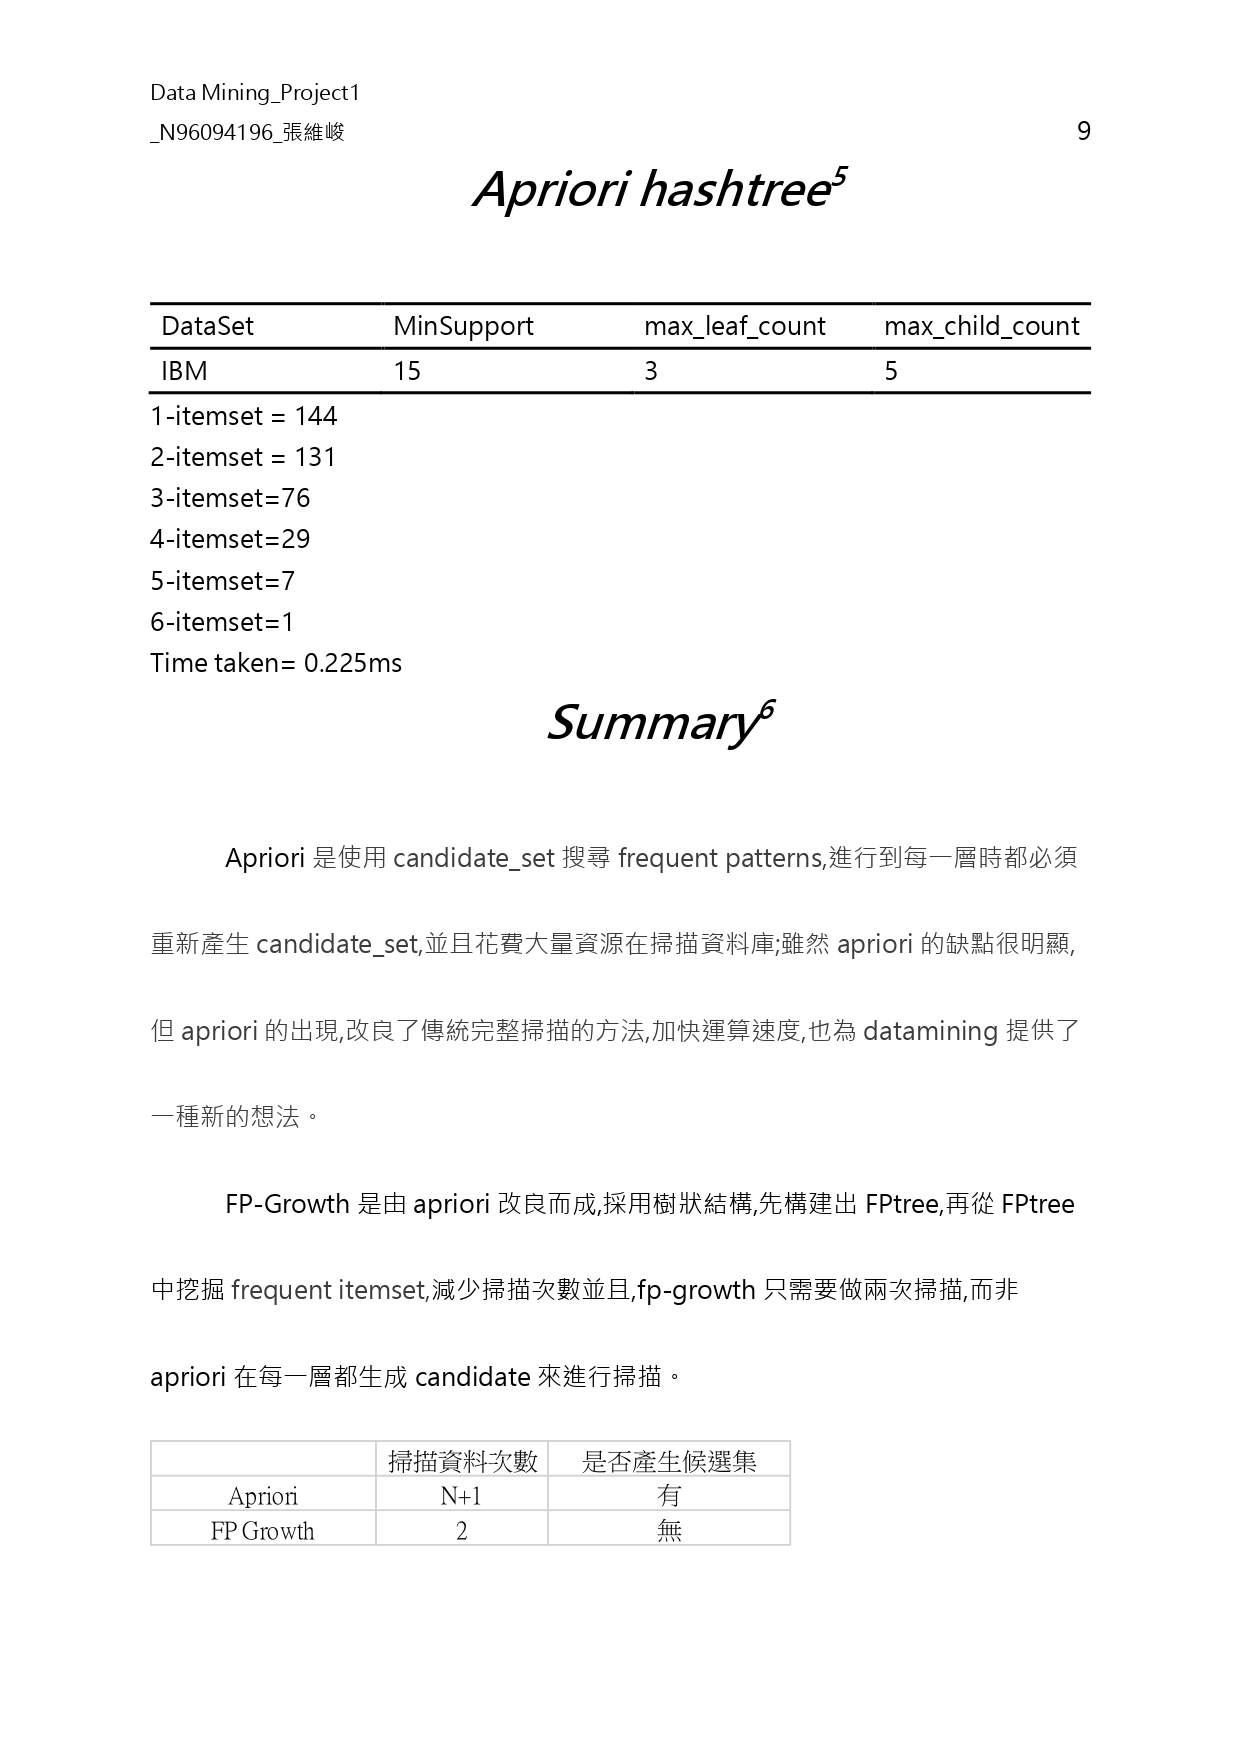 Data Mining_Project1
_N96094196_張維峻 9
Apriori hashtree5
DataSet MinSupport max_leaf_count max_child_count
IBM 15 3 5
1-itemset = 144
2-itemset = 131
3-itemset=76
4-itemset=29
5-itemset=7
6-itemset=1
Time taken= 0.225ms
Summary6
Apriori 是使用 candidate_set 搜尋 frequent patterns,進行到每一層時都必須
重新產生 candidate_set,並且花費大量資源在掃描資料庫;雖然 apriori 的缺點很明顯,
但 apriori 的出現,改良了傳統完整掃描的方法,加快運算速度,也為 datamining 提供了
一種新的想法。
FP-Growth 是由 apriori 改良而成,採用樹狀結構,先構建出 FPtree,再從 FPtree
中挖掘 frequent itemset,減少掃描次數並且,fp-growth 只需要做兩次掃描,而非
apriori 在每一層都生成 candidate 來進行掃描。
掃描資料次數 是否產生候選集
Apriori N+1 有
FP Growth 2 無